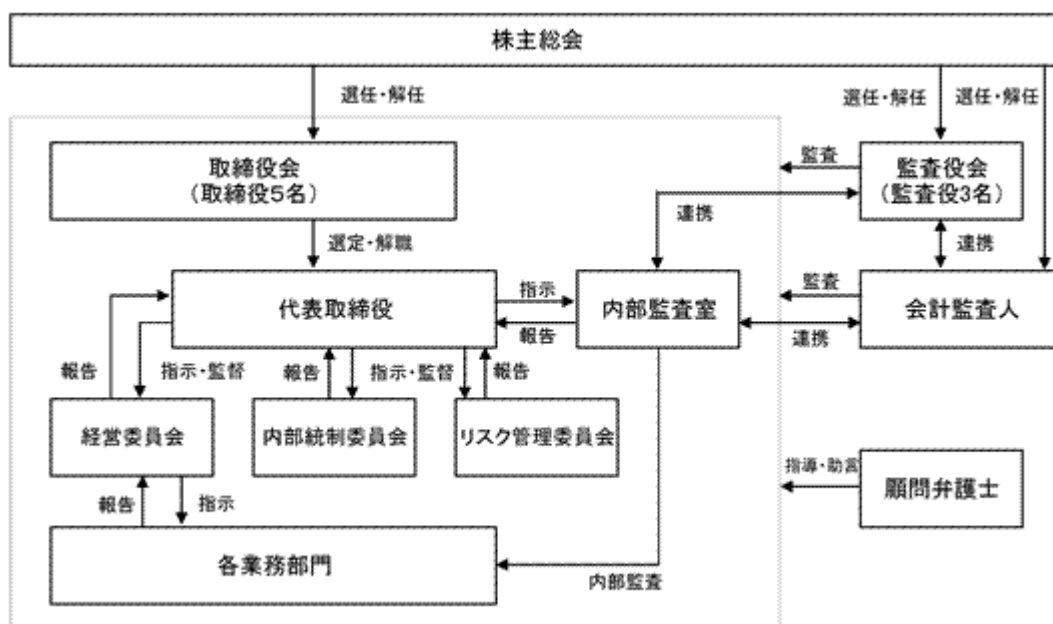 株主総会
選任・解任
選任・解任
選任・解任
取締役会
(取締役5名)
監査
監査役会
(監査役3名)
連携
選定・解職
連携
代表取締役
指示
報告
内部監査室
監査
連携
会計監査人
報告
指示・監督
報告
指示・監督
報告
経営委員会
内部統制委員会
リスク管理委員会
指導・助言
顧問弁護士
報告
指示
各業務部門
内部監査